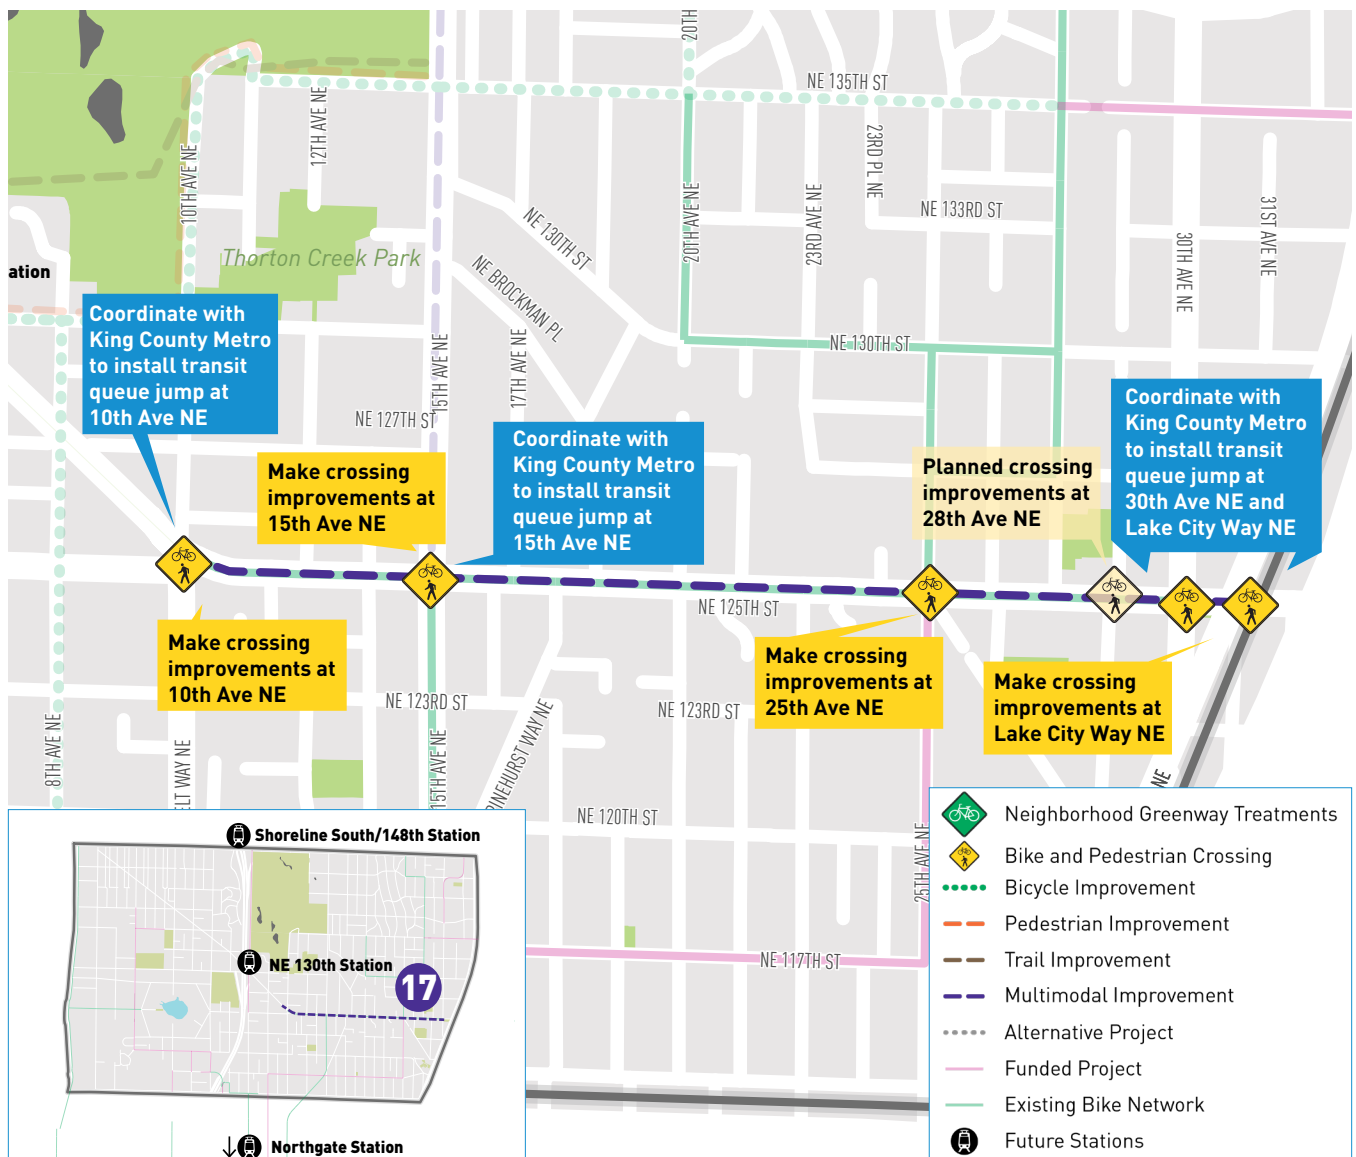 20TH
NE 135TH ST
12TH AVE NE
10TH AVE NE
23RD PL NE
20TH AVE NE
23RD AVE NE
NE 133RD ST
30TH AVE NE
31ST AVE NE
NE 130TH ST
Thorton Creek Park
NE BROCKMAN PL
ation
Coordinate with
King County Metro
to install transit
queue jump at
10th Ave NE
15TH AVE NE
17TH AVE NE
NE 130TH ST
NE 127TH ST
Coordinate with
King County Metro
to install transit
queue jump at
15th Ave NE
Coordinate with
King County Metro
to install transit
queue jump at
30th Ave NE and
Lake City Way NE
Make crossing
improvements at
15th Ave NE
Planned crossing
improvements at
28th Ave NE
NE 125TH ST
Make crossing
improvements at
10th Ave NE
Make crossing
improvements at
25th Ave NE
Make crossing
improvements at
Lake City Way NE
NE 123RD ST
NE 123RD ST
8TH AVE NE
ELT WAY NE
15TH AVE NE
PINEHURST WAY NE
NE
NE 120TH ST
25TH AVE NE
NE 117TH ST
Shoreline South/148th Station
NE 130th Station
17
Northgate Station
Neighborhood Greenway Treatments
Bike and Pedestrian Crossing
Bicycle Improvement
Pedestrian Improvement
Trail Improvement
Multimodal Improvement
Alternative Project
Funded Project
Existing Bike Network
Future Stations